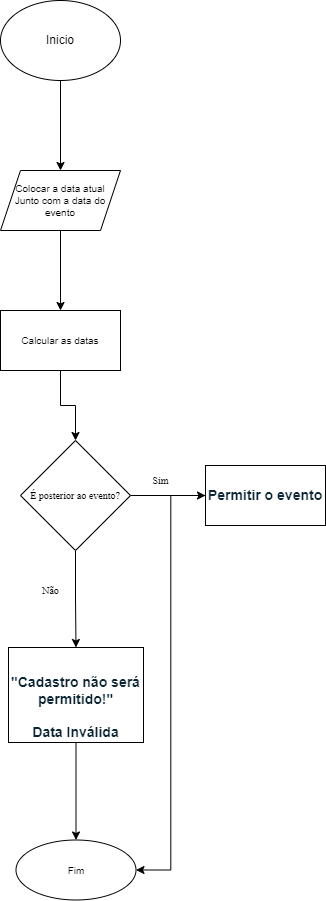 Inicio
Colocar a data atual
Junto com a data do
evento
Calcular as datas
É posterior ao evento?
Sim
Permitir o evento
Não
"Cadastro não será
permitido!"
Data Inválida
Fim